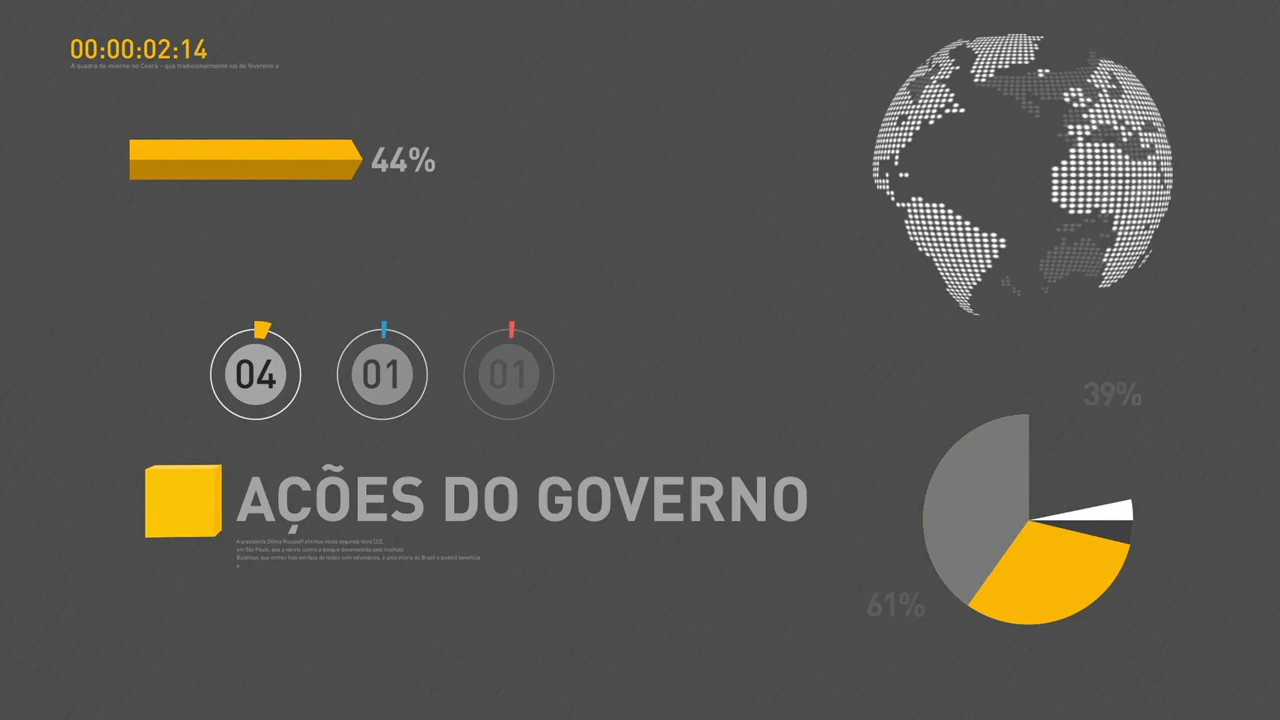 00:00:02:14
A quadra de inverno no Ceará – que tradicionalmente vai de fevereiro a
44%
04 01 01
39%
AÇÕES DO GOVERNO
A presidenta Dilma Rousseff afirmou nesta segunda-feira (22),
em São Paulo, que a vacina contra a dengue desenvolvida pelo Instituto
Butantan, que entrou hoje em fase de testes com voluntários, é uma vitória do Brasil e poderá beneficia
61%